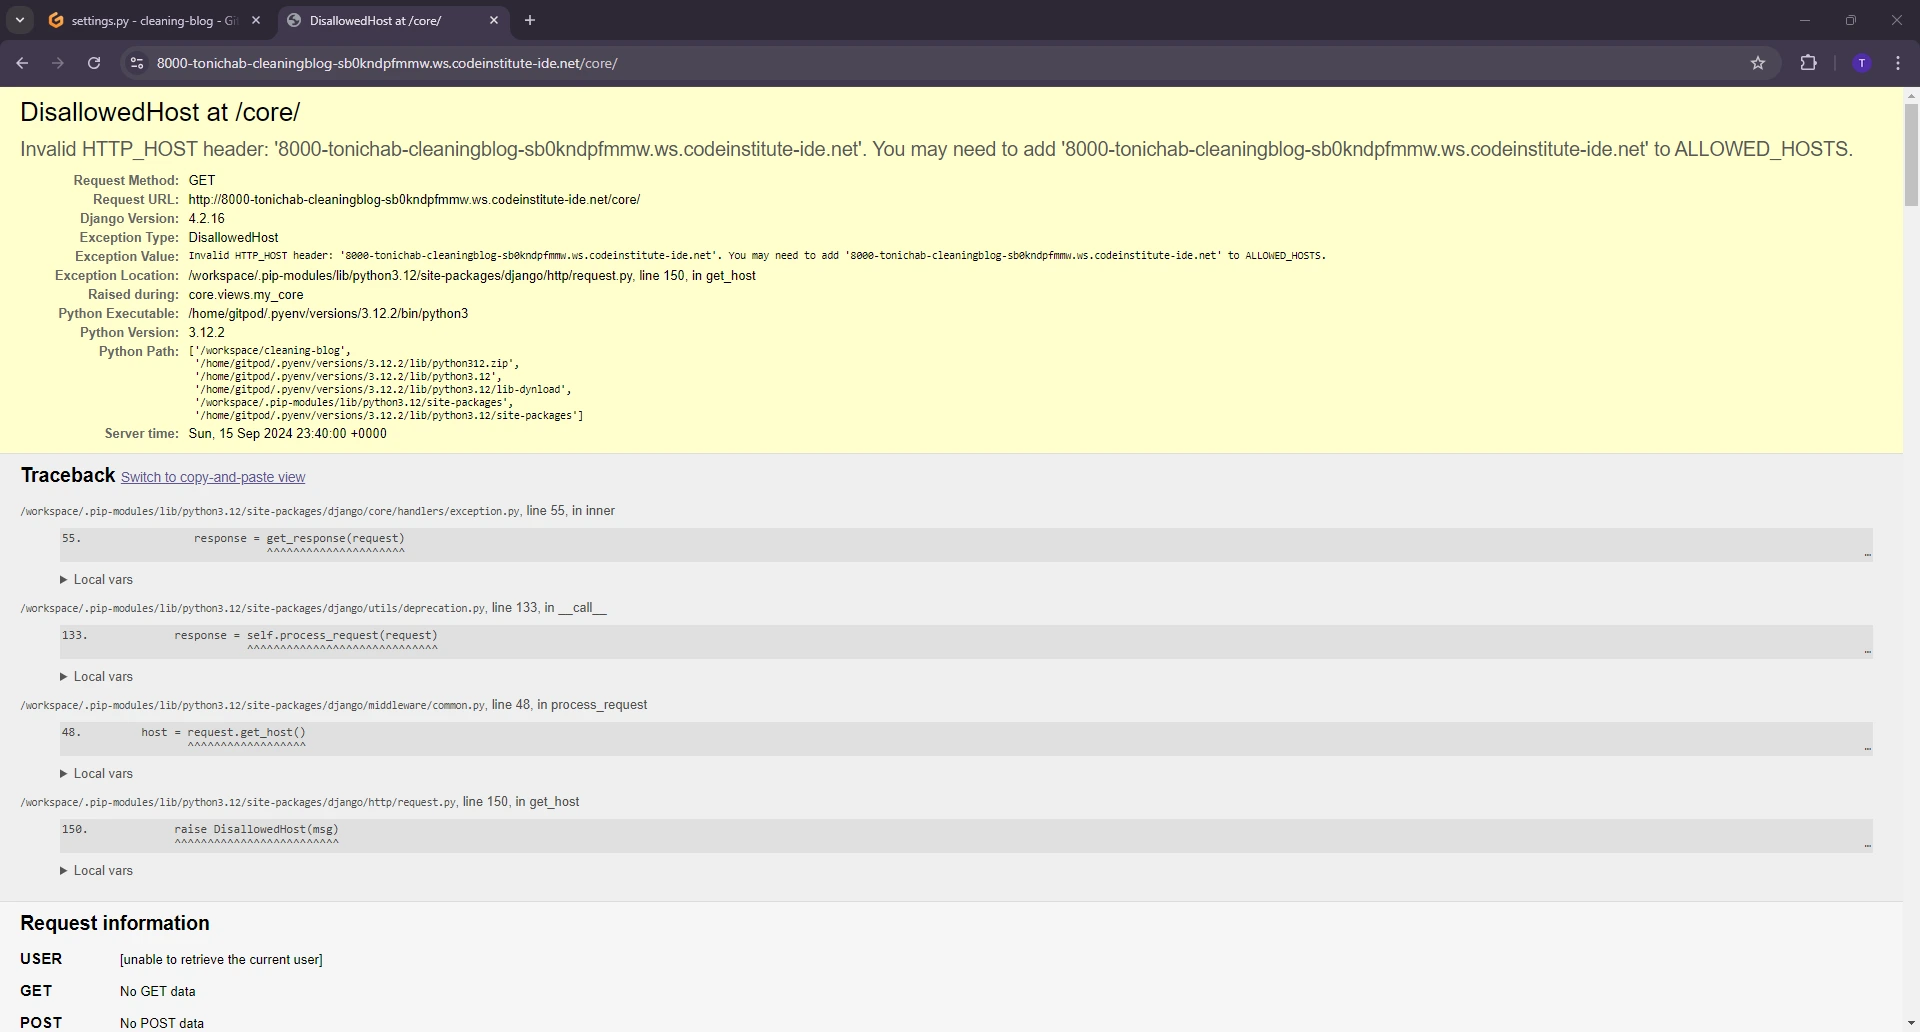 settings.py - cleaning-blog - Gi
DisallowedHost at /core/
8000-tonichab-cleaningblog-sb0kndpfmmw.ws.codeinstitute-ide.net/core/
T
DisallowedHost at /core/
Invalid HTTP_HOST header: '8000-tonichab-cleaningblog-sb0kndpfmmw.ws.codeinstitute-ide.net'. You may need to add '8000-tonichab-cleaningblog-sb0kndpfmmw.ws.codeinstitute-ide.net' to ALLOWED_HOSTS.
Request Method: GET
Request URL: http://8000-tonichab-cleaningblog-sb0kndpfmmw.ws.codeinstitute-ide.net/core/
Django Version: 4.2.16
Exception Type: DisallowedHost
Exception Value: Invalid HTTP_HOST header: '8000-tonichab-cleaningblog-sb0kndpfmmw.ws.codeinstitute-ide.net'. You may need to add '8000-tonichab-cleaningblog-sb0kndpfmmw.ws.codeinstitute-ide.net' to ALLOWED_HOSTS.
Exception Location: /workspace/.pip-modules/lib/python3.12/site-packages/django/http/request.py, line 150, in get_host
Raised during: core.views.my_core
Python Executable: /home/gitpod/.pyenv/versions/3.12.2/bin/python3
Python Version: 3.12.2
Python Path: ['/workspace/cleaning-blog',
'/home/gitpod/.pyenv/versions/3.12.2/lib/python312.zip',
'/home/gitpod/.pyenv/versions/3.12.2/lib/python3.12',
'/home/gitpod/.pyenv/versions/3.12.2/lib/python3.12/lib-dynload',
'/workspace/.pip-modules/lib/python3.12/site-packages',
'/home/gitpod/.pyenv/versions/3.12.2/lib/python3.12/site-packages']
Server time: Sun, 15 Sep 2024 23:40:00 +0000
Traceback Switch to copy-and-paste view
/workspace/.pip-modules/lib/python3.12/site-packages/django/core/handlers/exception.py, line 55, in inner
55. response = get_response(request)
^^^^^^^^^^^^^^^^^^^^^ …
▶ Local vars
/workspace/.pip-modules/lib/python3.12/site-packages/django/utils/deprecation.py, line 133, in __call__
133. response = self.process_request(request)
^^^^^^^^^^^^^^^^^^^^^^^^^^^^^ …
▶ Local vars
/workspace/.pip-modules/lib/python3.12/site-packages/django/middleware/common.py, line 48, in process_request
48. host = request.get_host()
^^^^^^^^^^^^^^^^^^ …
▶ Local vars
/workspace/.pip-modules/lib/python3.12/site-packages/django/http/request.py, line 150, in get_host
150. raise DisallowedHost(msg)
^^^^^^^^^^^^^^^^^^^^^^^^^ …
▶ Local vars
Request information
USER [unable to retrieve the current user]
GET No GET data
POST No POST data